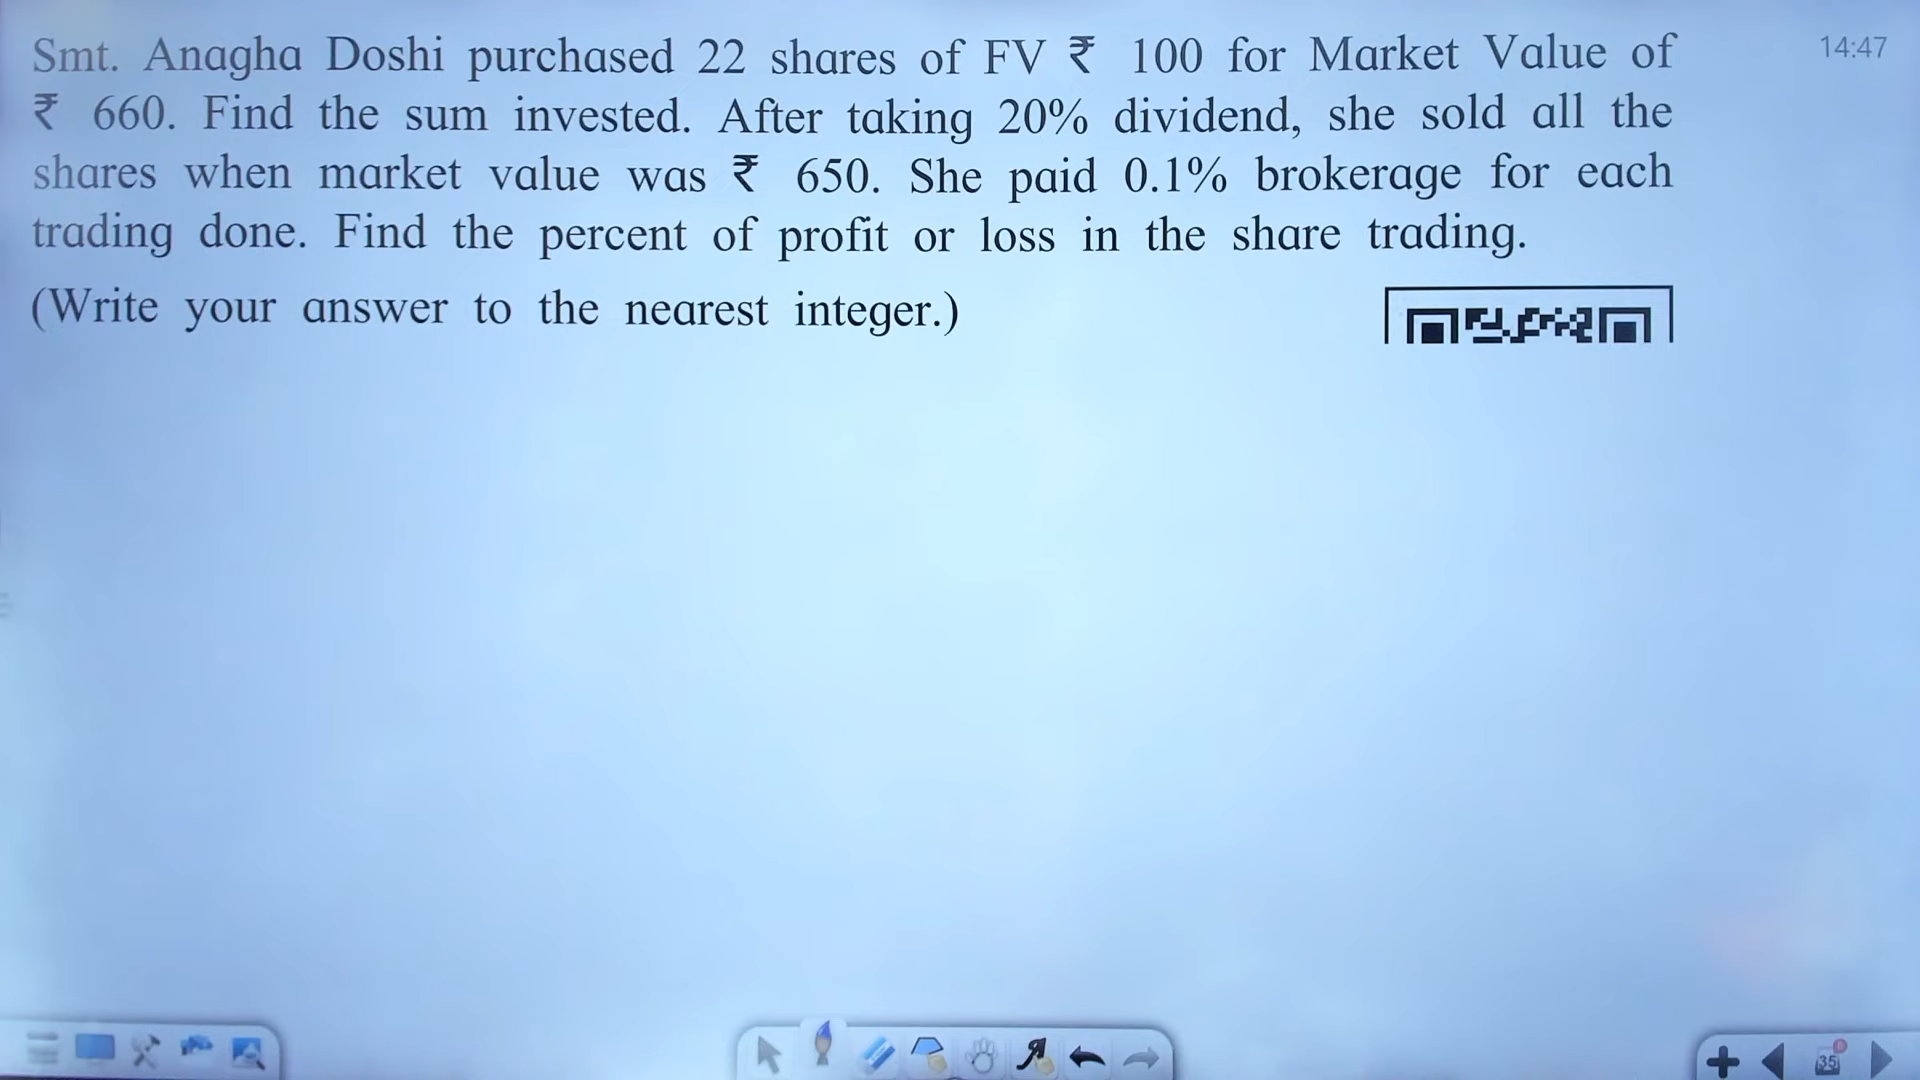 Smt. Anagha Doshi purchased 22 shares of FV ₹ 100 for Market Value of
₹ 660. Find the sum invested. After taking 20% dividend, she sold all the
shares when market value was ₹ 650. She paid 0.1% brokerage for each
trading done. Find the percent of profit or loss in the share trading.
(Write your answer to the nearest integer.)
14:47
35